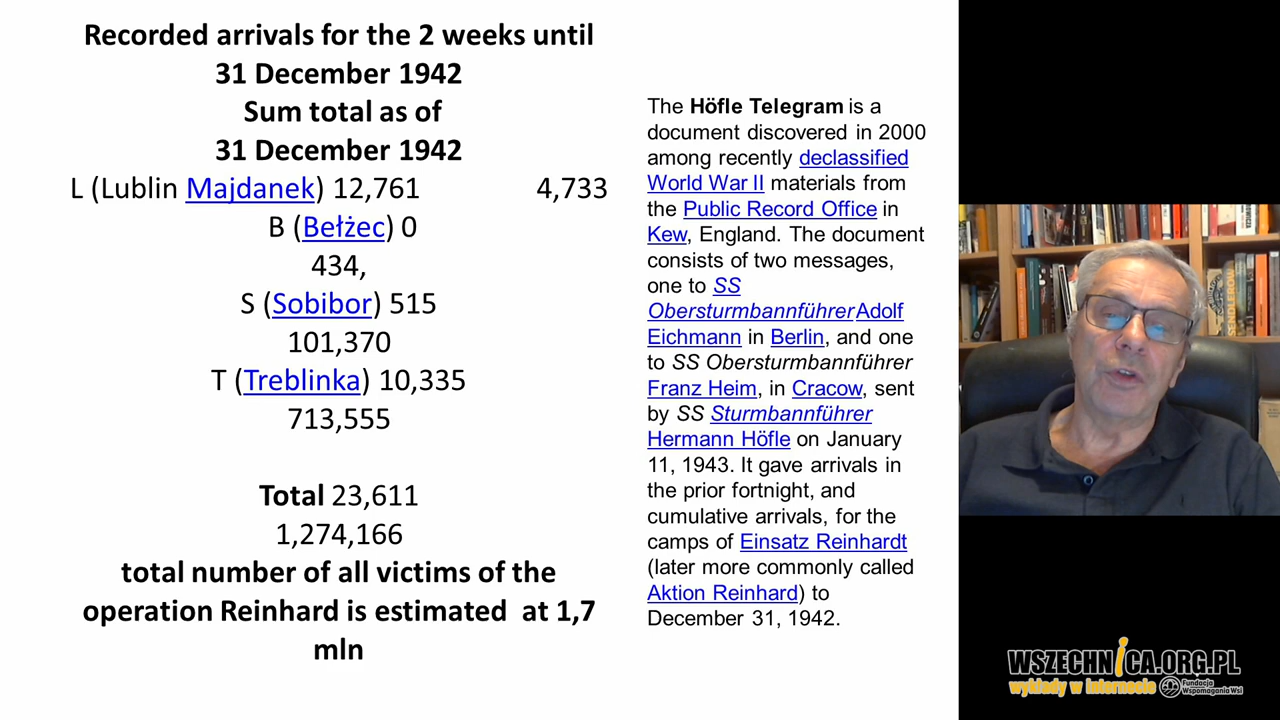 Recorded arrivals for the 2 weeks until
31 December 1942
Sum total as of
31 December 1942
L (Lublin Majdanek) 12,761 4,733
B (Bełżec) 0
434,
S (Sobibor) 515
101,370
T (Treblinka) 10,335
713,555
Total 23,611
1,274,166
total number of all victims of the
operation Reinhard is estimated at 1,7
mln
The Höfle Telegram is a
document discovered in 2000
among recently declassified
World War II materials from
the Public Record Office in
Kew, England. The document
consists of two messages,
one to SS
ObersturmbannführerAdolf
Eichmann in Berlin, and one
to SS Obersturmbannführer
Franz Heim, in Cracow, sent
by SS Sturmbannführer
Hermann Höfle on January
11, 1943. It gave arrivals in
the prior fortnight, and
cumulative arrivals, for the
camps of Einsatz Reinhardt
(later more commonly called
Aktion Reinhard) to
December 31, 1942.
WSZECHNICA.ORG.PL
wykłady w internecie
Fundacja
Wspomagania Wsi